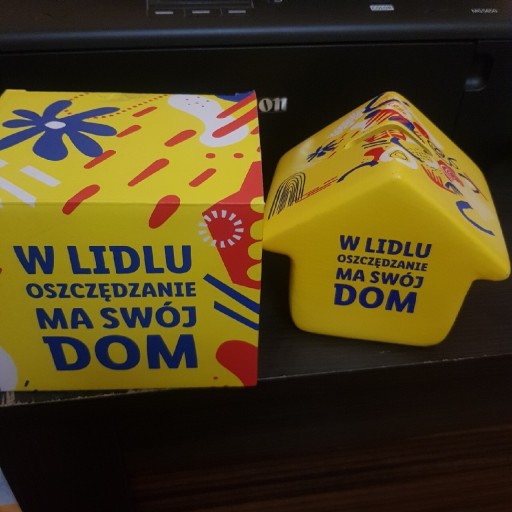 W LIDLU
OSZCZĘDZANIE
MA SWÓJ
DOM
W LIDLU
OSZCZĘDZANIE
MA SWÓJ
DOM